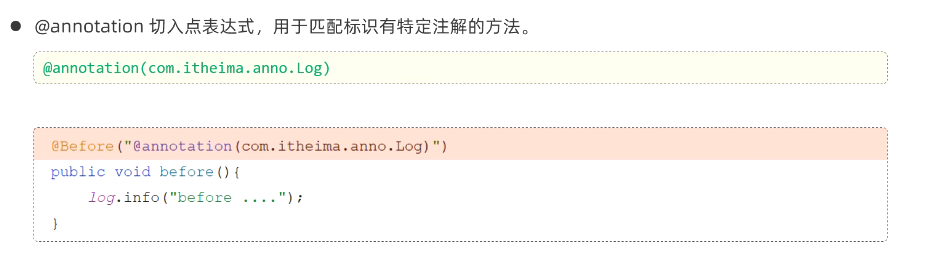 ● @annotation 切入点表达式，用于匹配标识有特定注解的方法。
@annotation(com.itheima.anno.Log)
@Before("@annotation(com.itheima.anno.Log)")
public void before(){
    log.info("before ....");
}